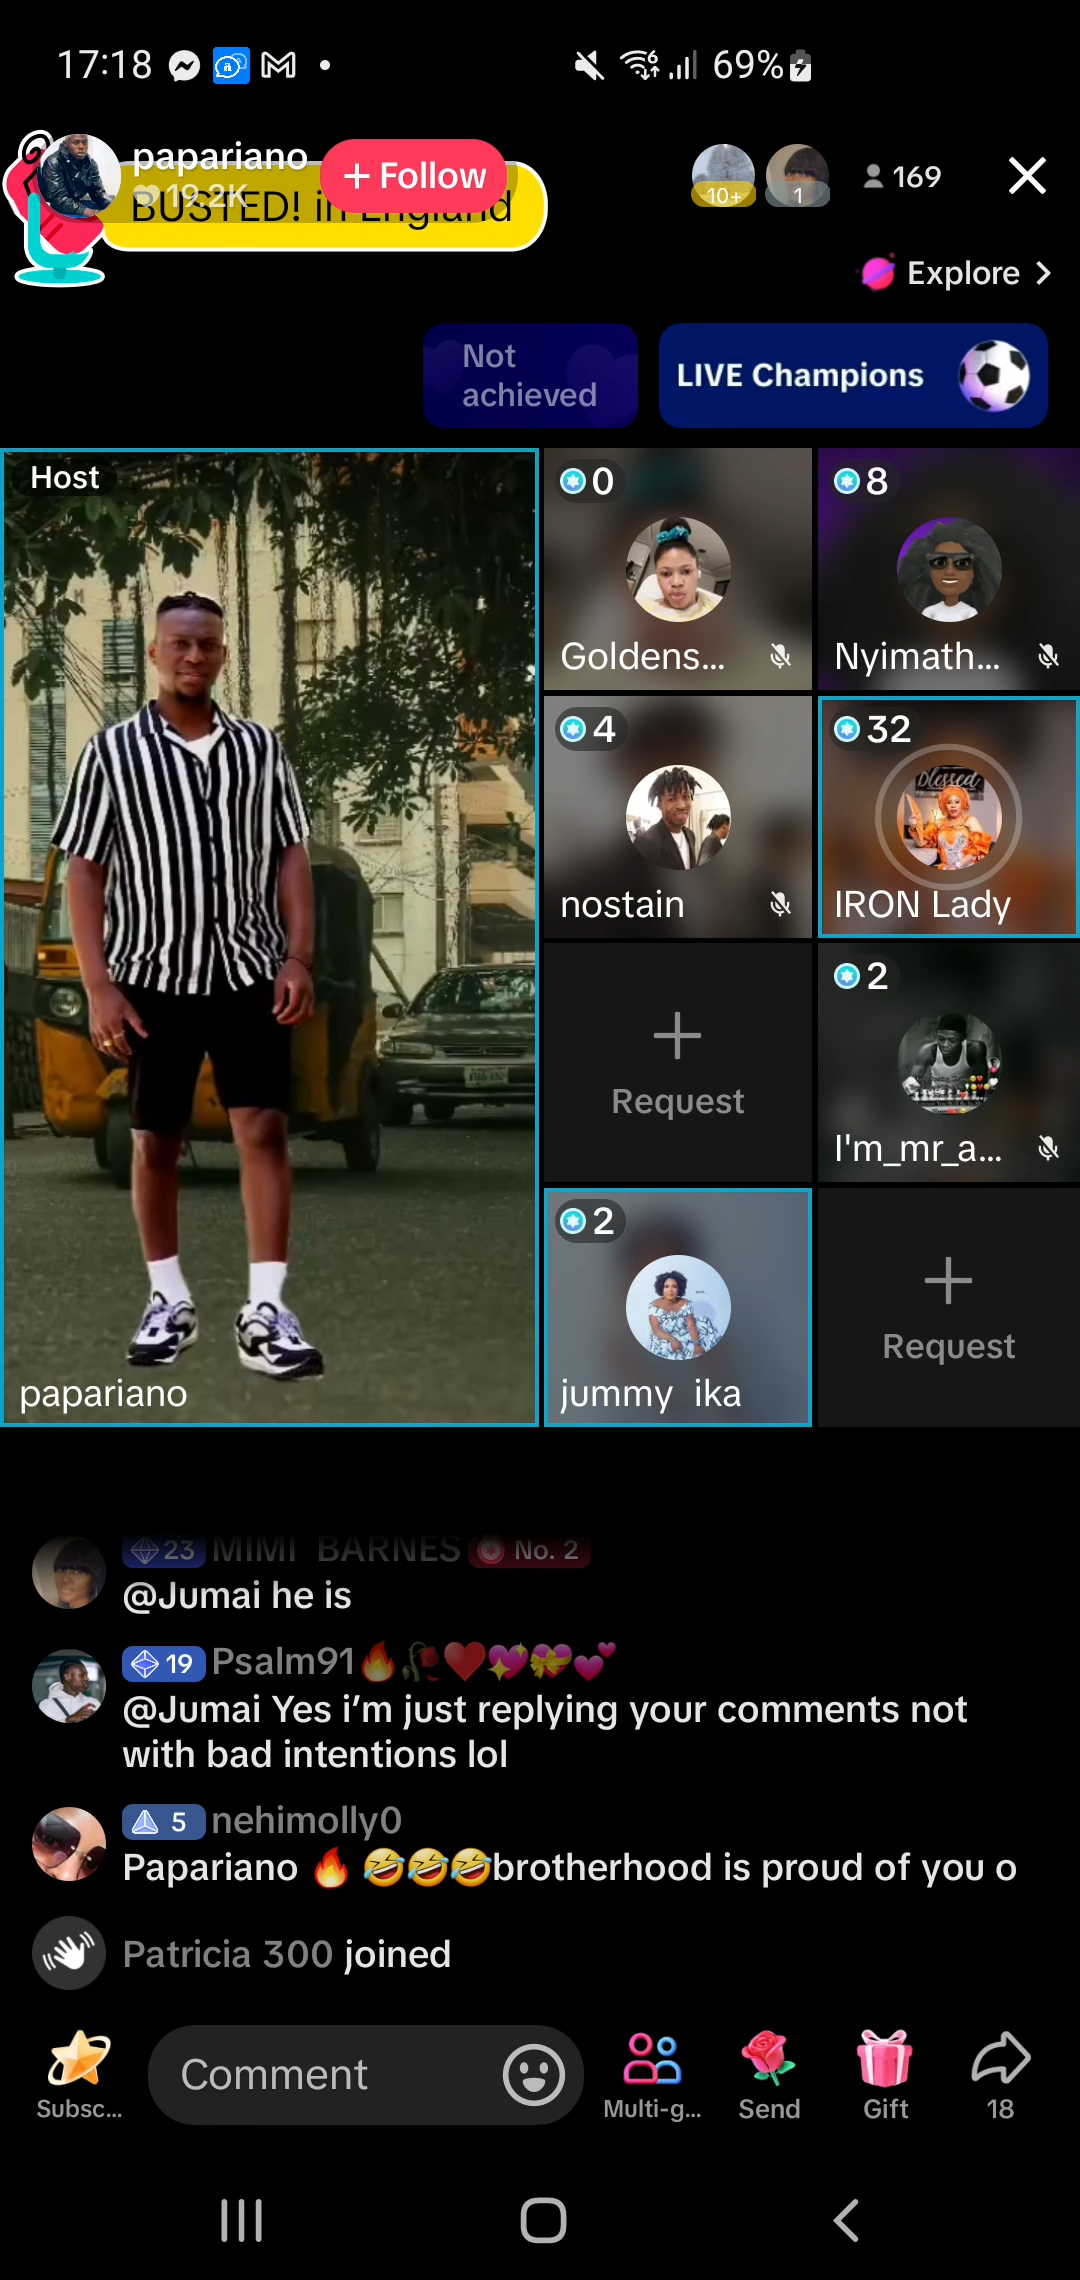 17:18
69%
papariano
19.2K
+ Follow
BUSTED! in England
10+
1
169
Explore
Not
achieved
LIVE Champions
Host
0
Goldens...
8
Nyimath...
4
nostain
Blessed
32
IRON Lady
Request
2
I'm_mr_a...
2
jummy ika
Request
papariano
23 MIMI BARNES No. 2
@Jumai he is
19 Psalm91🔥🥀❤️💖💝💕
@Jumai Yes i’m just replying your comments not
with bad intentions lol
5 nehimolly0
Papariano 🔥 🤣🤣🤣brotherhood is proud of you o
Patricia 300 joined
Subsc...
Comment
Multi-g...
Send
Gift
18